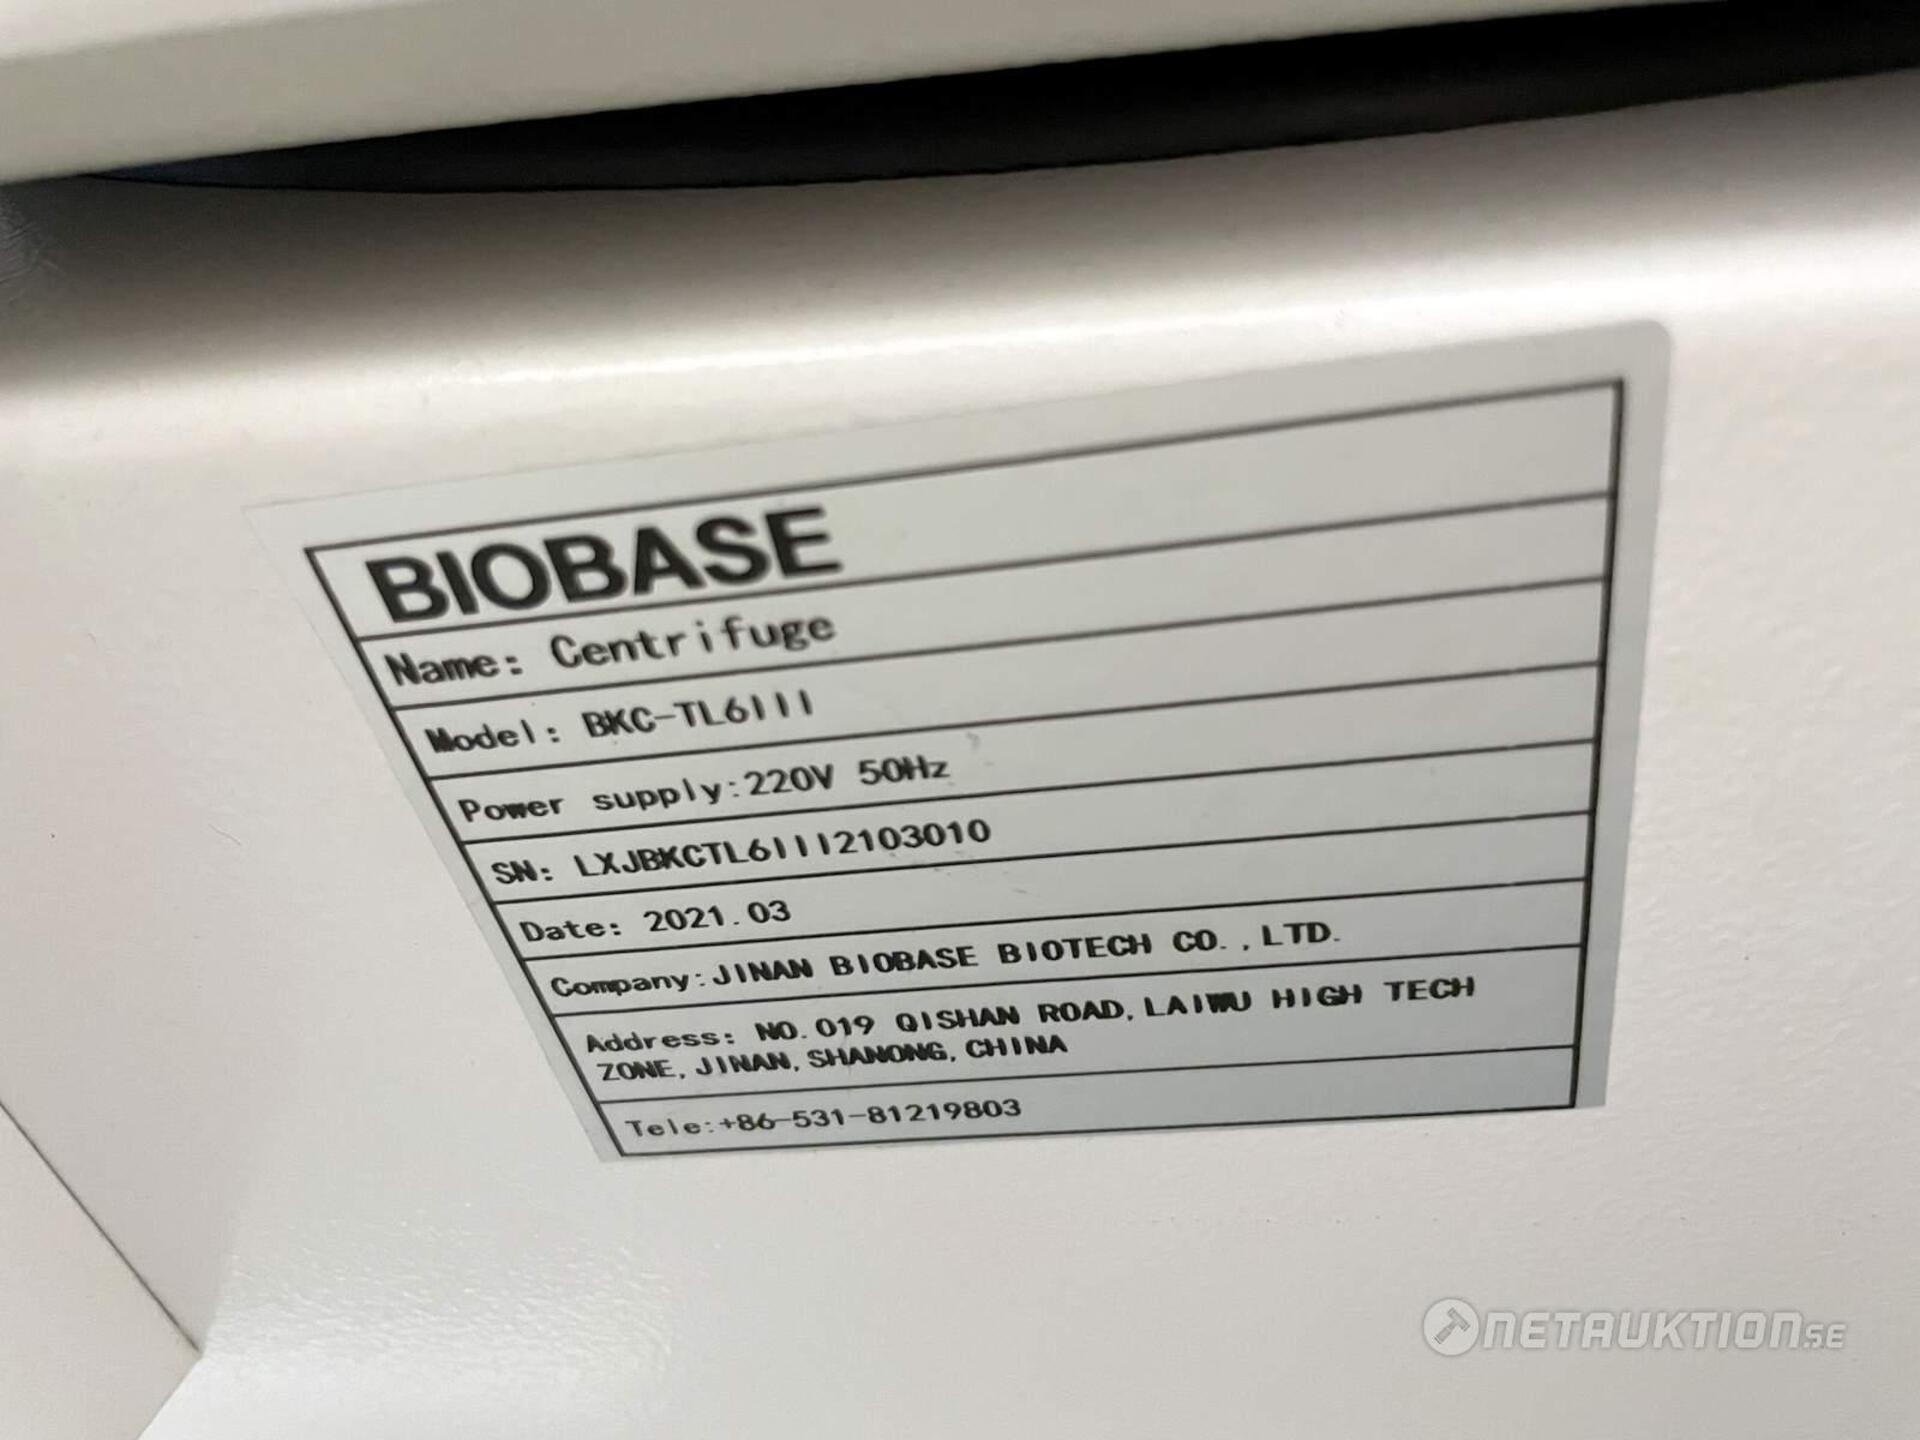 BIOBASE
Name: Centrifuge
Model: BKC-TL6III
Power supply:220V 50Hz
SN: LXJBKCTL6III2103010
Date: 2021.03
Company:JINAN BIOBASE BIOTECH CO.,LTD.
Address: NO.019 QISHAN ROAD,LAIWU HIGH TECH
ZONE,JINAN,SHANONG,CHINA
Tele:+86-531-81219803
NETAUKTION.SE